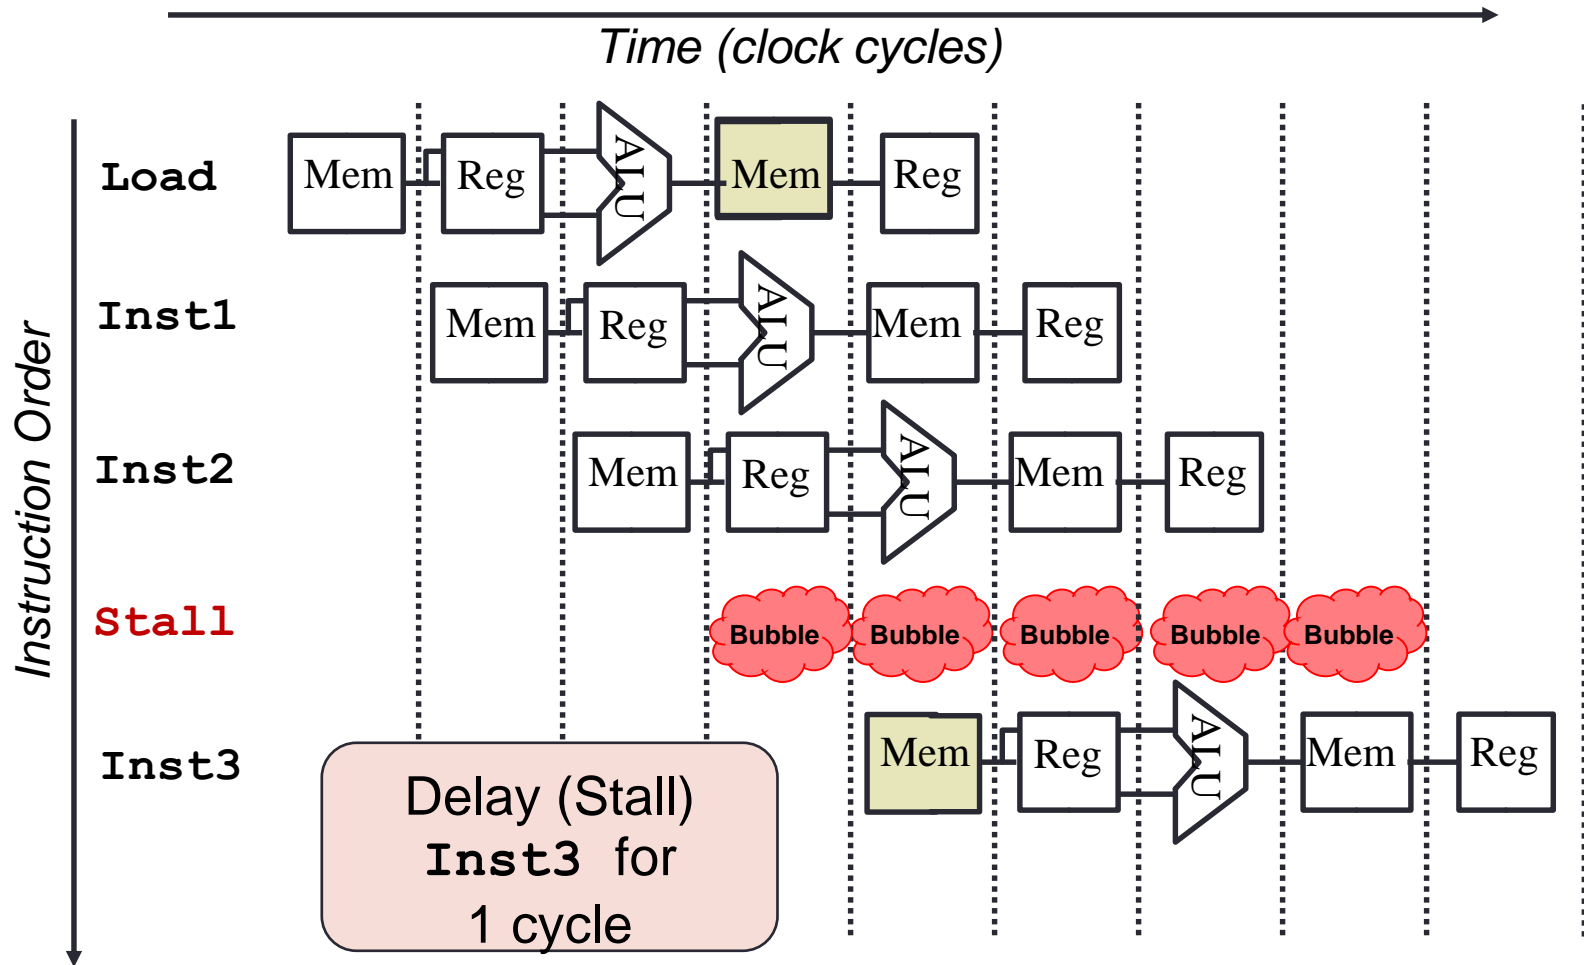 Time (clock cycles)
Instruction Order
Load Mem Reg ALU Mem Reg
Inst1 Mem Reg ALU Mem Reg
Inst2 Mem Reg ALU Mem Reg
Stall Bubble Bubble Bubble Bubble Bubble
Inst3 Mem Reg ALU Mem Reg
Delay (Stall)
Inst3 for
1 cycle